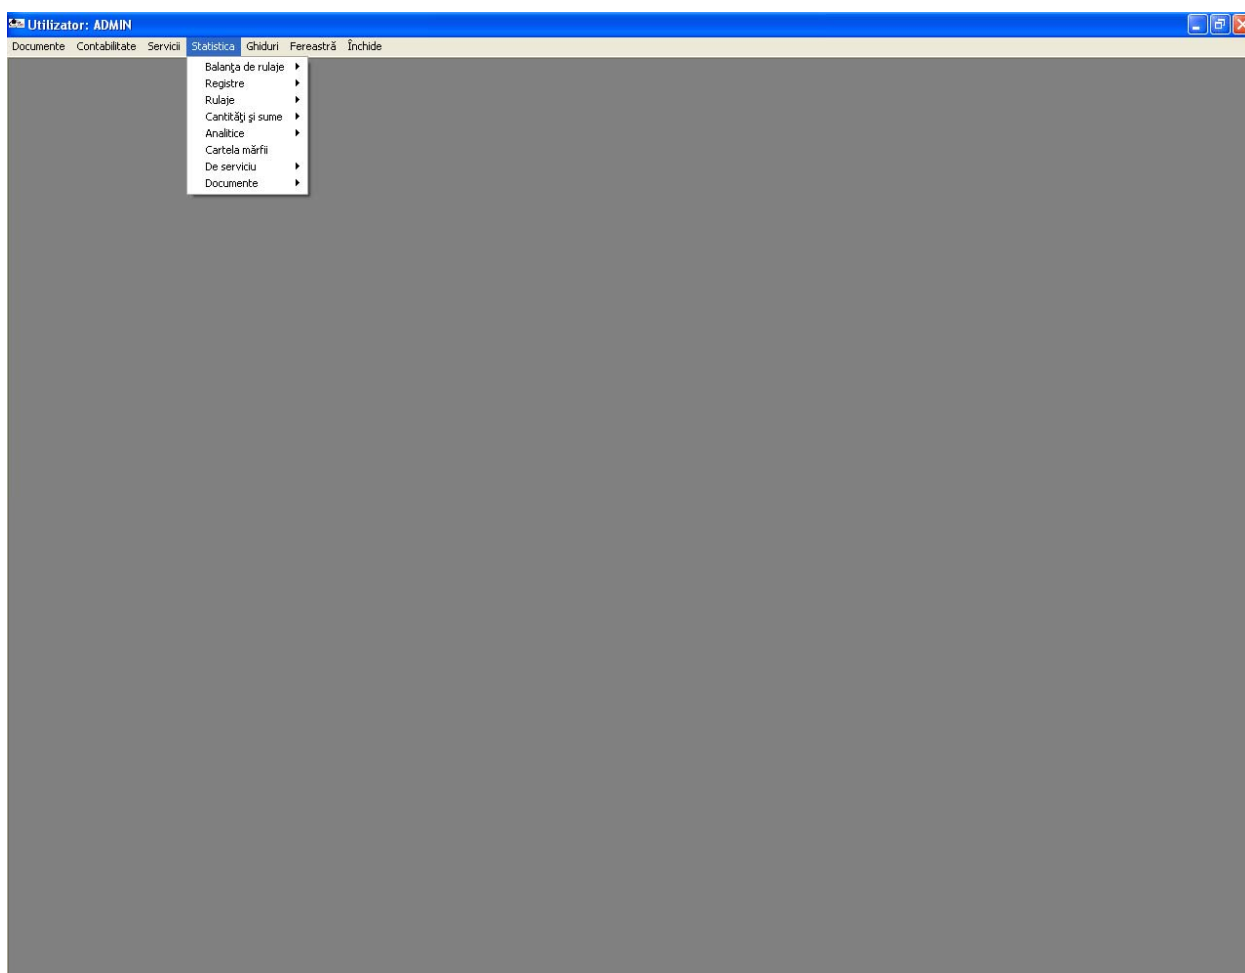 Utilizator: ADMIN
Documente Contabilitate Servicii Statistica Ghiduri Fereastră Închide
Balanţa de rulaje
Registre
Rulaje
Cantităţi şi sume
Analitice
Cartela mărfii
De serviciu
Documente